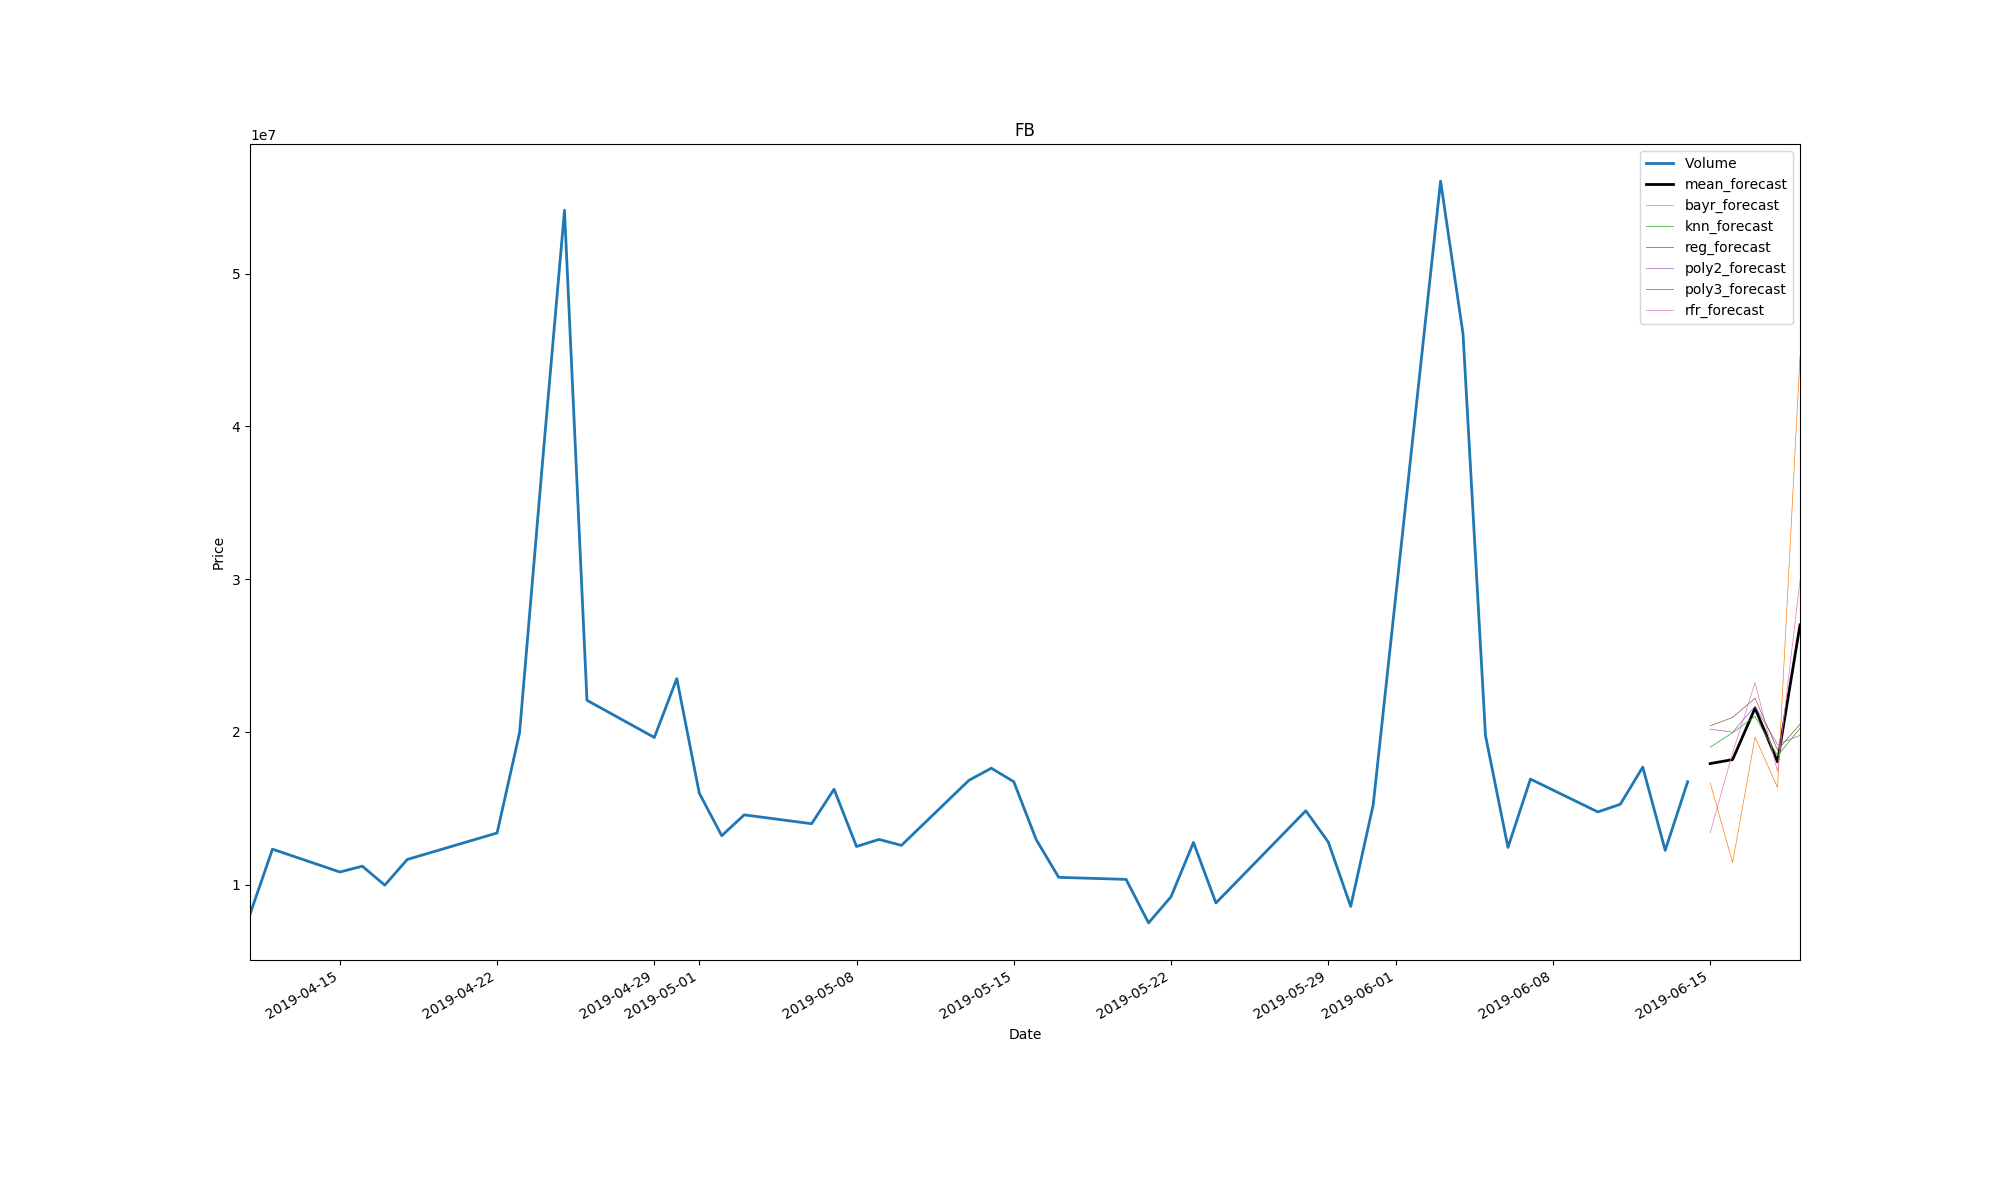 FB
1e7
Volume
mean_forecast
bayr_forecast
knn_forecast
reg_forecast
poly2_forecast
poly3_forecast
rfr_forecast
5
4
3
2
1
Price
2019-04-15
2019-04-22
2019-04-29
2019-05-01
2019-05-08
2019-05-15
2019-05-22
2019-05-29
2019-06-01
2019-06-08
2019-06-15
Date